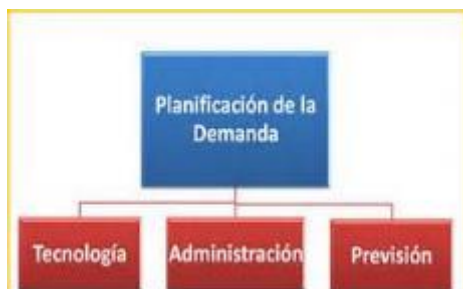 Planificación de la
Demanda
Tecnología
Administración
Previsión